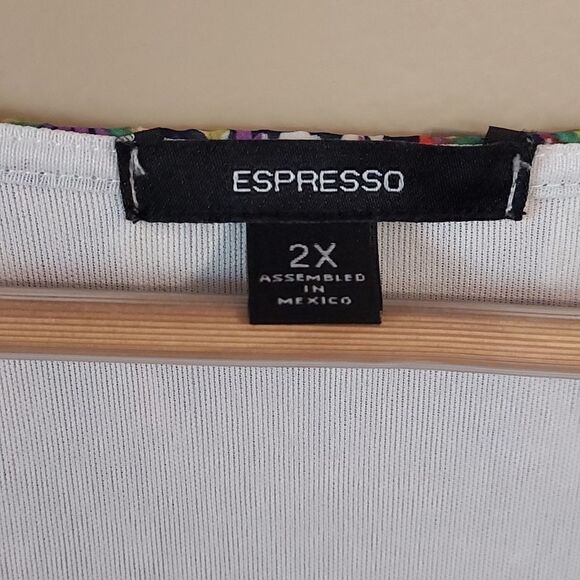 ESPRESSO
2X
ASSEMBLED
IN
MEXICO